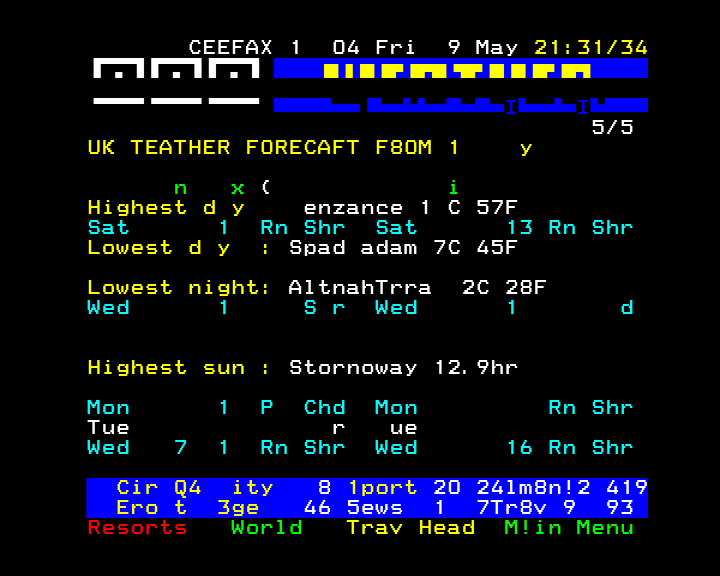 CEEFAX 1  04 Fri  9 May 21:31/34
5/5
UK TEATHER FORECAFT F80M 1    y
n   x (            i
Highest d y    enzance 1 C 57F
Sat      1  Rn Shr  Sat      13 Rn Shr
Lowest d y  : Spad adam 7C 45F
Lowest night: AltnahTrra  2C 28F
Wed      1     S r  Wed      1       d
Highest sun : Stornoway 12.9hr
Mon      1  P  Chd  Mon         Rn Shr
Tue              r   ue
Wed   7  1  Rn Shr  Wed      16 Rn Shr
Cir Q4  ity   8 1port 20 24lm8n!2 419
Ero t  3ge   46 5ews  1  7Tr8v 9  93
Resorts   World   Trav Head  M!in Menu